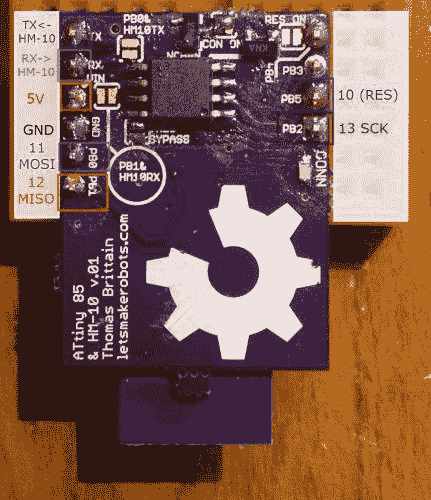 TX<-
HM-10
TX
RX->
HM-10
RX
5V
VIN
GND
GND
11
MOSI
PB0
12
MISO
PB1
PB0&
HM10TX
CON ON
RES ON
PB3
PB5
10 (RES)
PB2
13 SCK
CONN
BYPASS
PB1&
HM10RX
ATtiny 85
& HM-10 v.01
Thomas Brittain
letsmakerobots.com